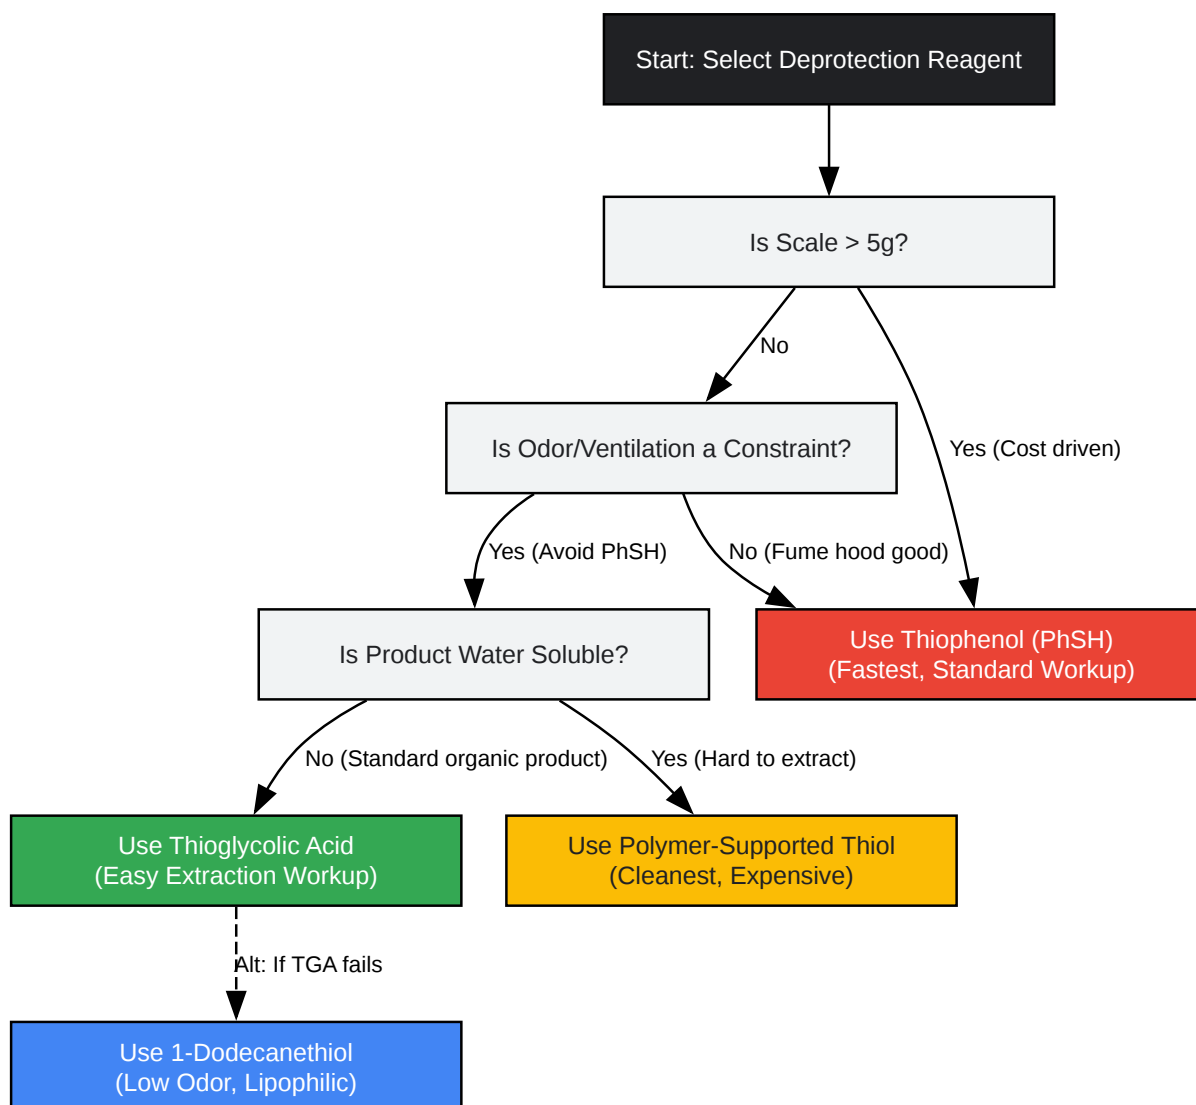 Start: Select Deprotection Reagent
Is Scale > 5g?
No
Yes (Cost driven)
Is Odor/Ventilation a Constraint?
Yes (Avoid PhSH)
No (Fume hood good)
Is Product Water Soluble?
Use Thiophenol (PhSH)
(Fastest, Standard Workup)
No (Standard organic product)
Yes (Hard to extract)
Use Thioglycolic Acid
(Easy Extraction Workup)
Use Polymer-Supported Thiol
(Cleanest, Expensive)
Alt: If TGA fails
Use 1-Dodecanethiol
(Low Odor, Lipophilic)